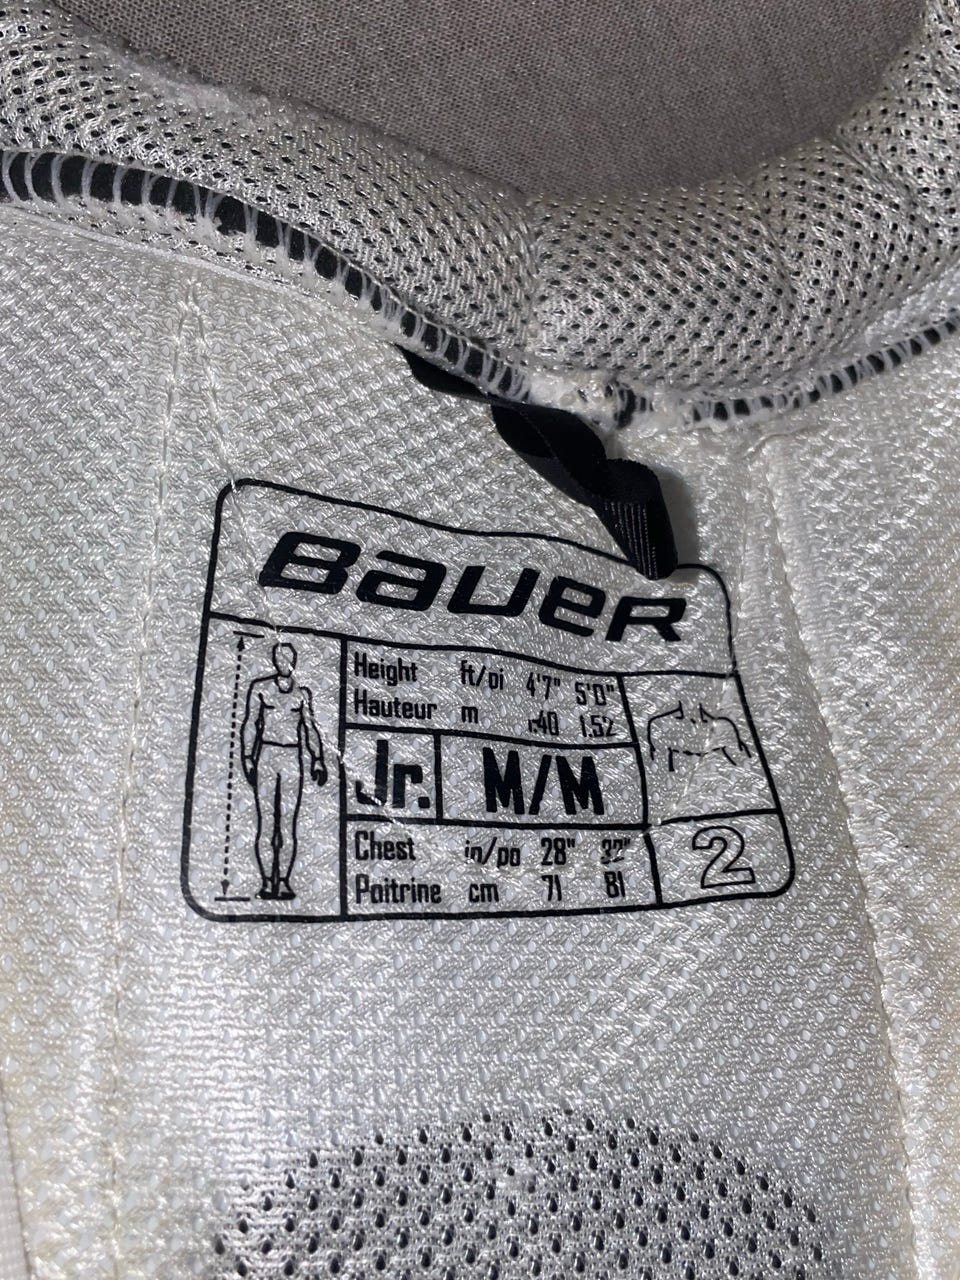 BAUER
Height ft/pi 4'7" 5'0"
Hauteur m 1.40 1.52
Jr. M/M
Chest in/po 28" 32"
Poitrine cm 71 81
2